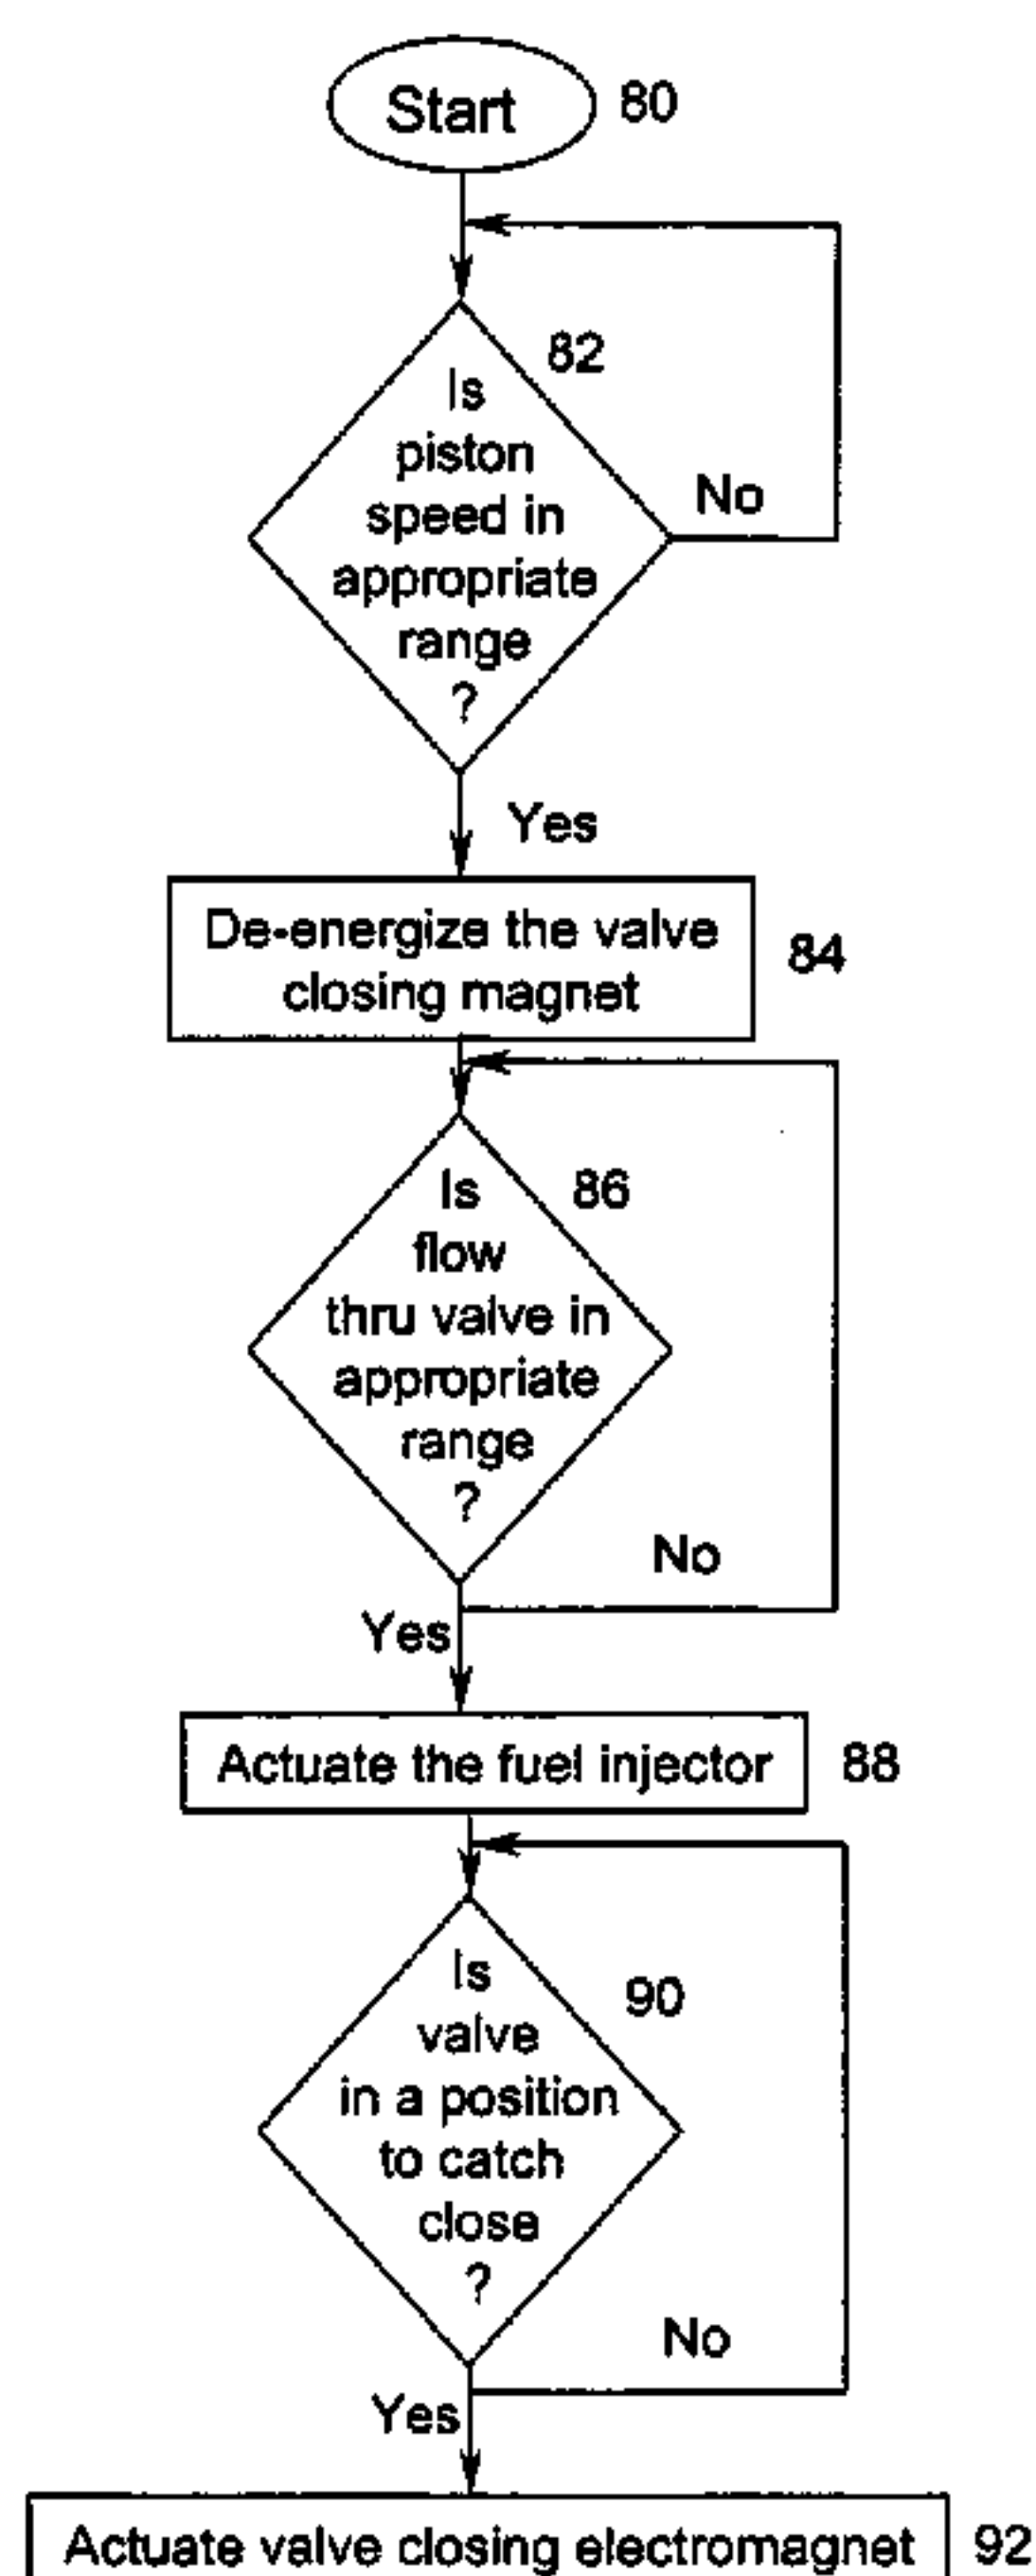 Start
80
82
Is
piston
speed in
appropriate
range
?
No
Yes
De-energize the valve
closing magnet
84
86
Is
flow
thru valve in
appropriate
range
?
No
Yes
Actuate the fuel injector
88
90
Is
valve
in a position
to catch
close
?
No
Yes
Actuate valve closing electromagnet
92